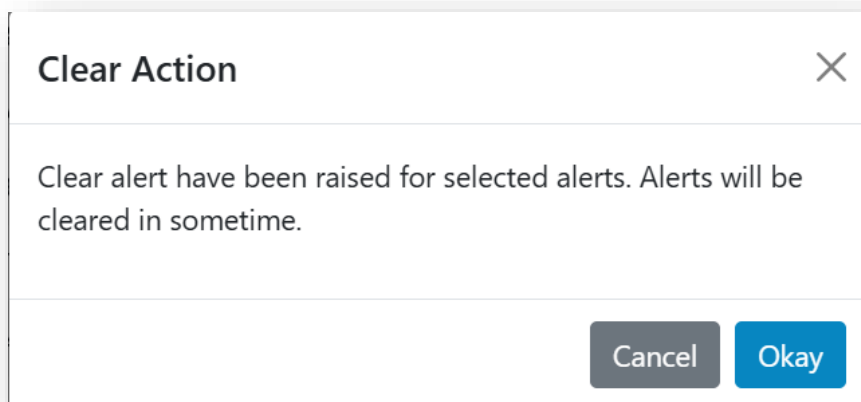 Clear Action
Clear alert have been raised for selected alerts. Alerts will be
cleared in sometime.
Cancel
Okay